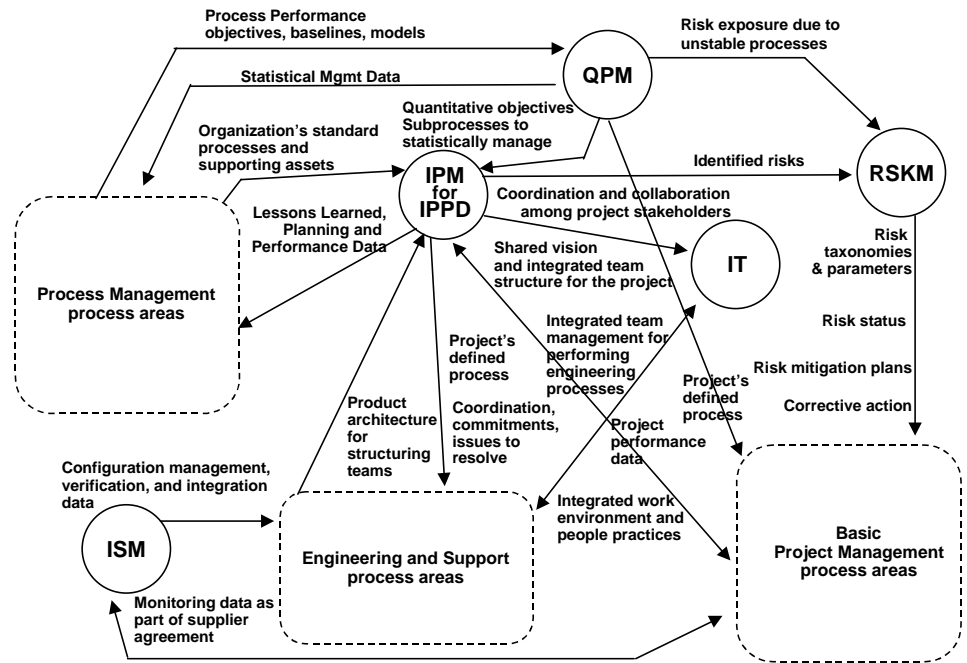 Process Performance
objectives, baselines, models
Risk exposure due to
unstable processes
QPM
Statistical Mgmt Data
Quantitative objectives
Subprocesses to
statistically manage
Organization's standard
processes and
supporting assets
IPM
for
IPPD
Identified risks
RSKM
Coordination and collaboration
among project stakeholders
Lessons Learned,
Planning and
Performance Data
Shared vision
and integrated team
structure for the project
IT
Risk
taxonomies
& parameters
Process Management
process areas
Integrated team
management for
performing
engineering
processes
Risk status
Project's
defined
process
Risk mitigation plans
Project's
defined
process
Product
architecture
for
structuring
teams
Coordination,
commitments,
issues to
resolve
Corrective action
Project
performance
data
Configuration management,
verification, and integration
data
Integrated work
environment and
people practices
ISM
Engineering and Support
process areas
Basic
Project Management
process areas
Monitoring data as
part of supplier
agreement